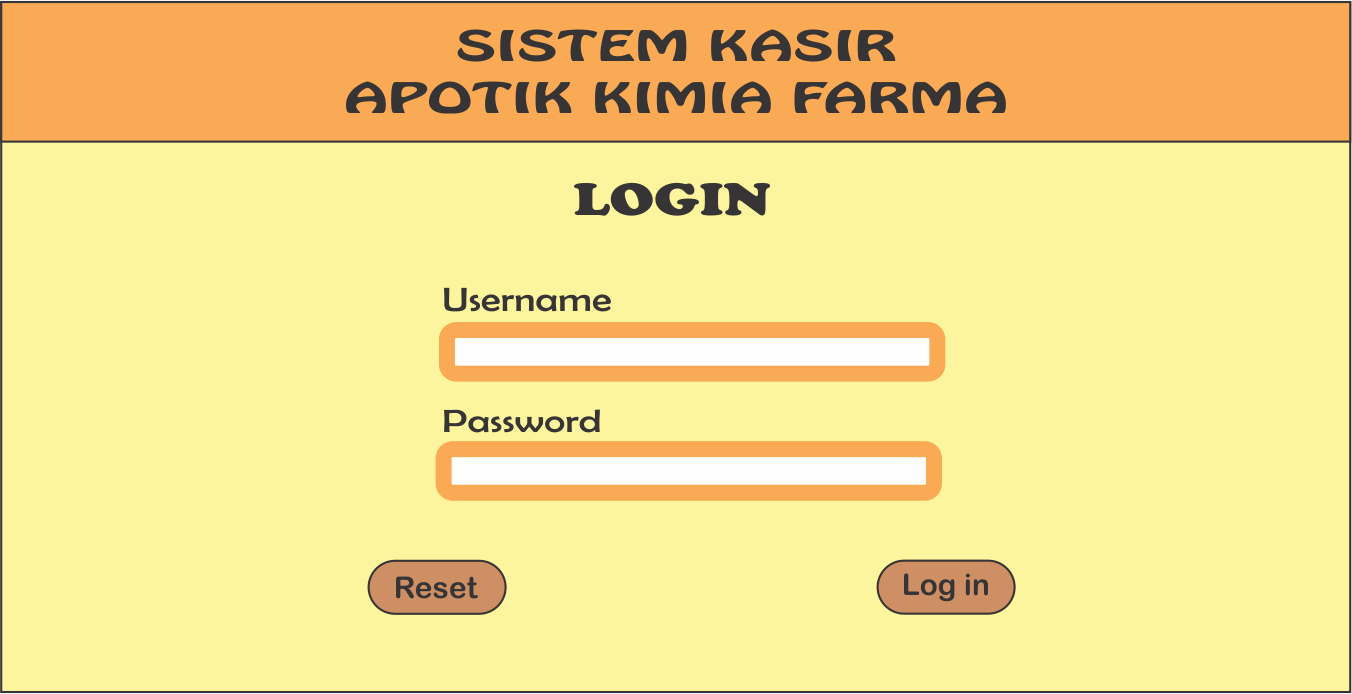 SISTEM KASIR
APOTIK KIMIA FARMA
LOGIN
Username
Password
Reset
Log in